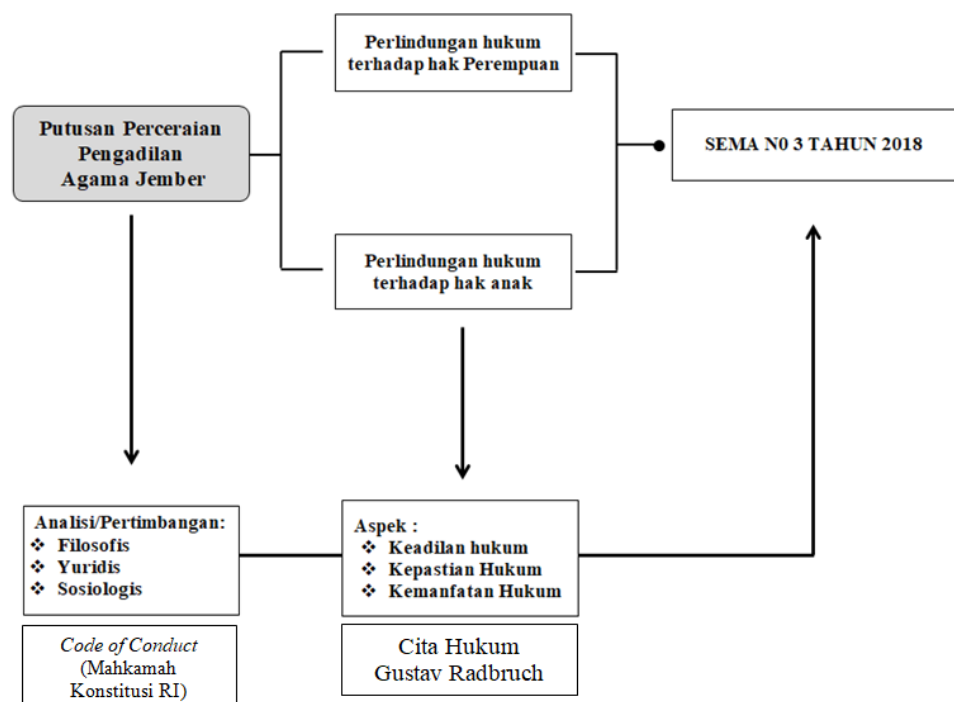 Perlindungan hukum
terhadap hak Perempuan
Putusan Perceraian
Pengadilan
Agama Jember
SEMA N0 3 TAHUN 2018
Perlindungan hukum
terhadap hak anak
Analisi/Pertimbangan:
❖ Filosofis
❖ Yuridis
❖ Sosiologis
Aspek :
❖ Keadilan hukum
❖ Kepastian Hukum
❖ Kemanfatan Hukum
Code of Conduct
(Mahkamah
Konstitusi RI)
Cita Hukum
Gustav Radbruch